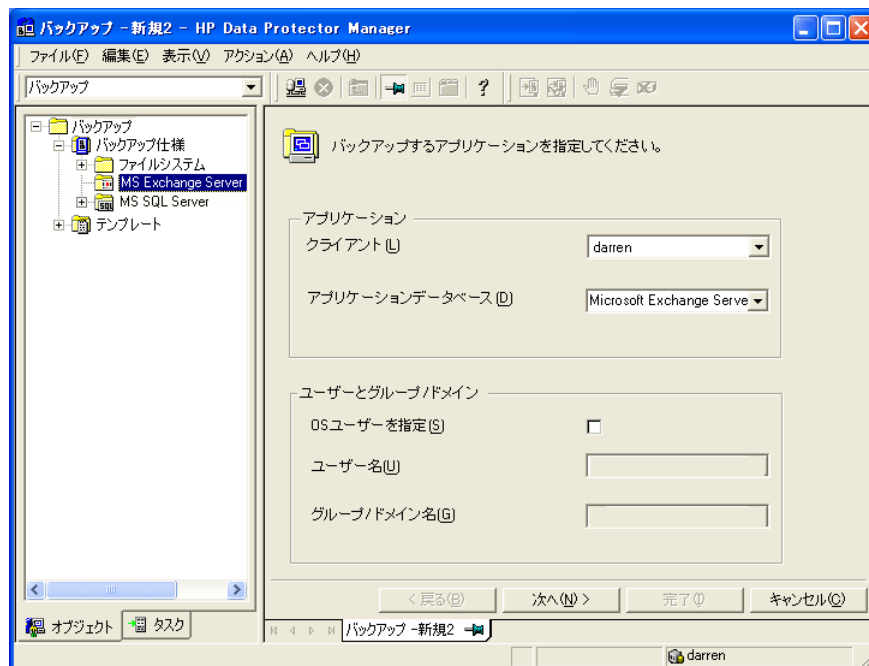 バックアップ - 新規2 - HP Data Protector Manager
ファイル(F) 編集(E) 表示(V) アクション(A) ヘルプ(H)
バックアップ
バックアップ
バックアップ仕様
ファイルシステム
MS Exchange Server
MS SQL Server
テンプレート
バックアップするアプリケーションを指定してください。
アプリケーション
クライアント(L)
darren
アプリケーションデータベース(D)
Microsoft Exchange Serve
ユーザーとグループ/ドメイン
OSユーザーを指定(S)
ユーザー名(U)
グループ/ドメイン名(G)
< 戻る(B)
次へ(N) >
完了(I)
キャンセル(C)
オブジェクト
タスク
バックアップ - 新規2
darren